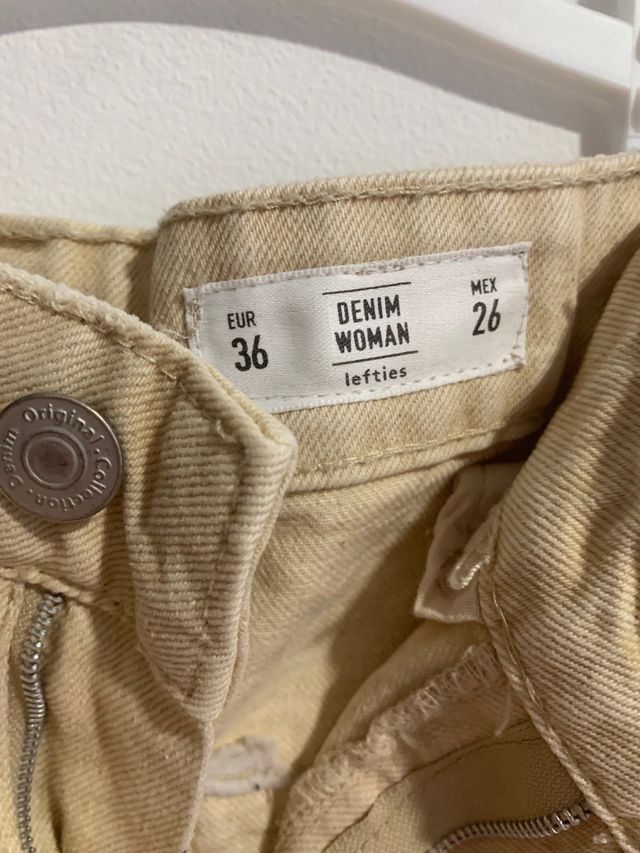 EUR
36
DENIM
WOMAN
lefties
MEX
26
Original · Collection · Denim ·